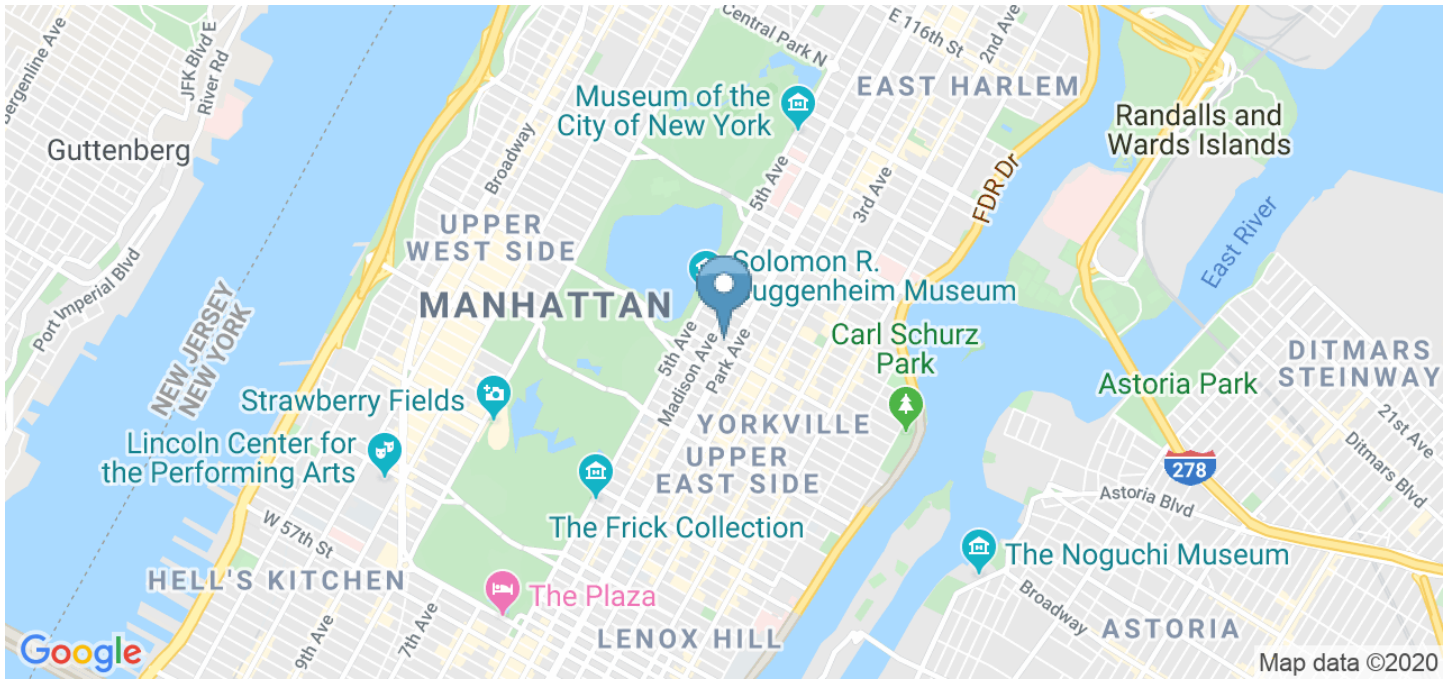 Bergenline Ave
JFK Blvd E
River Rd
Guttenberg
Port Imperial Blvd
NEW JERSEY
NEW YORK
Broadway
UPPER
WEST SIDE
MANHATTAN
Central Park N
E 116th St
2nd Ave
EAST HARLEM
Museum of the
City of New York
5th Ave
3rd Ave
FDR Dr
Randalls and
Wards Islands
East River
Solomon R.
uggenheim Museum
5th Ave
Madison Ave
Park Ave
Carl Schurz
Park
Astoria Park
DITMARS
STEINWAY
21st Ave
Ditmars Blvd
278
Astoria Blvd
Strawberry Fields
Lincoln Center for
the Performing Arts
YORKVILLE
UPPER
EAST SIDE
The Frick Collection
W 57th St
HELL'S KITCHEN
The Plaza
The Noguchi Museum
Broadway
ASTORIA
LENOX HILL
9th Ave
7th Ave
Google
Map data ©2020